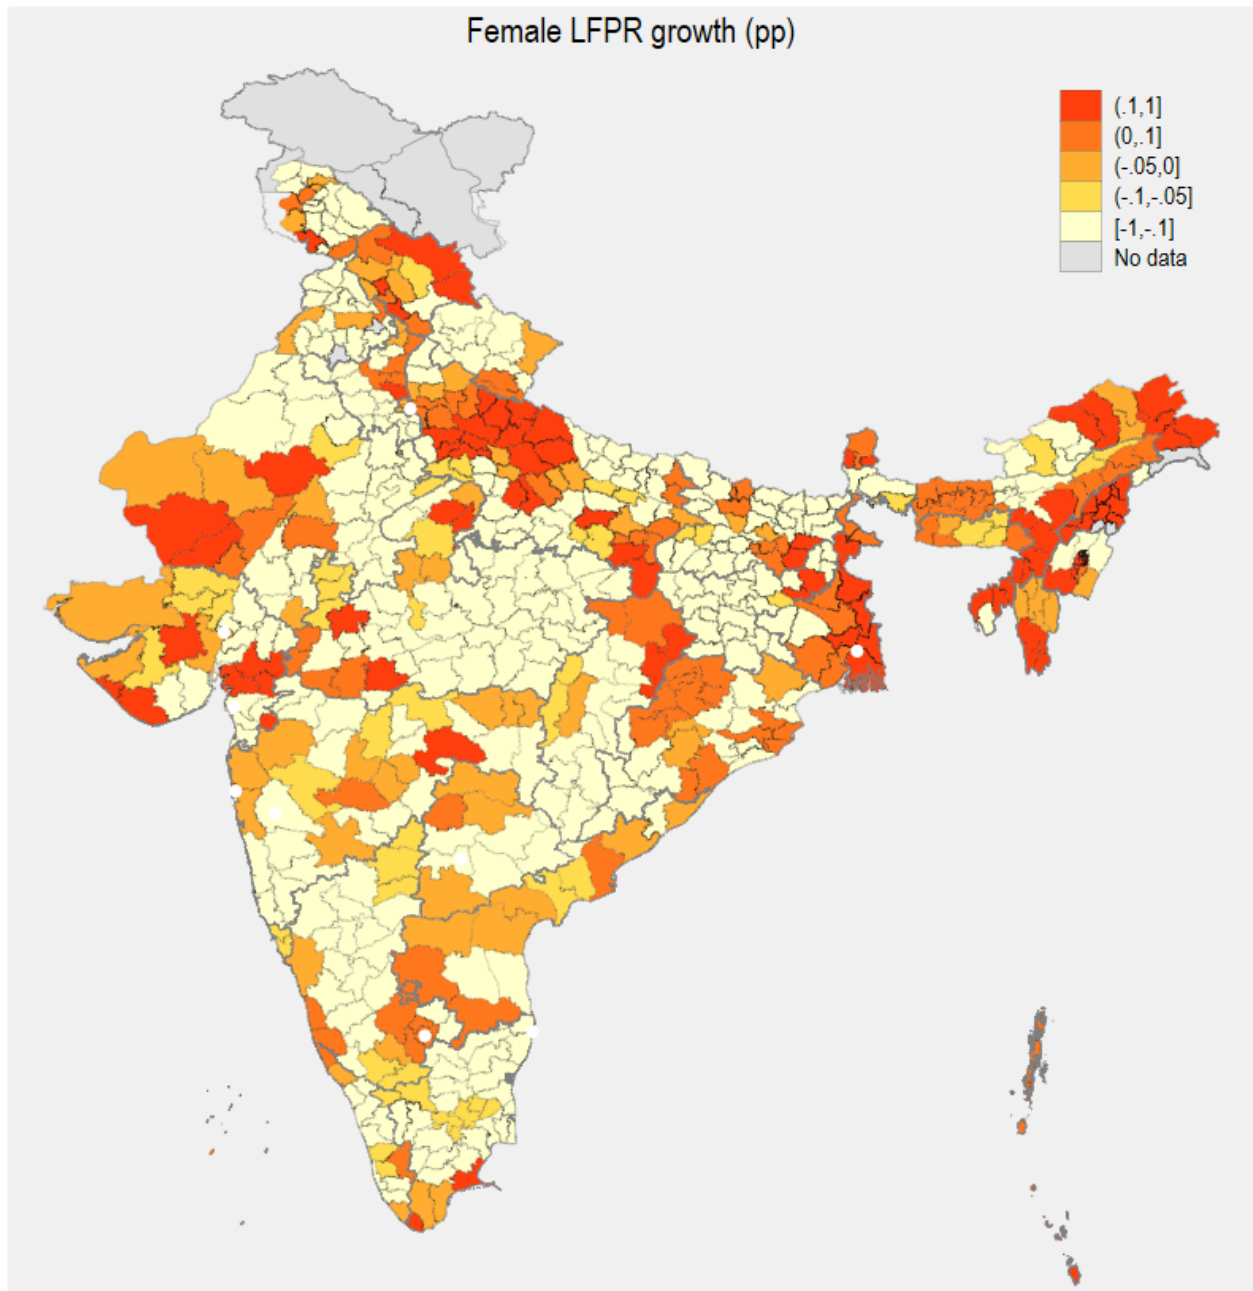 Female LFPR growth (pp)
(.1,1]
(0,.1]
(-.05,0]
(-.1,-.05]
[-1,-.1]
No data